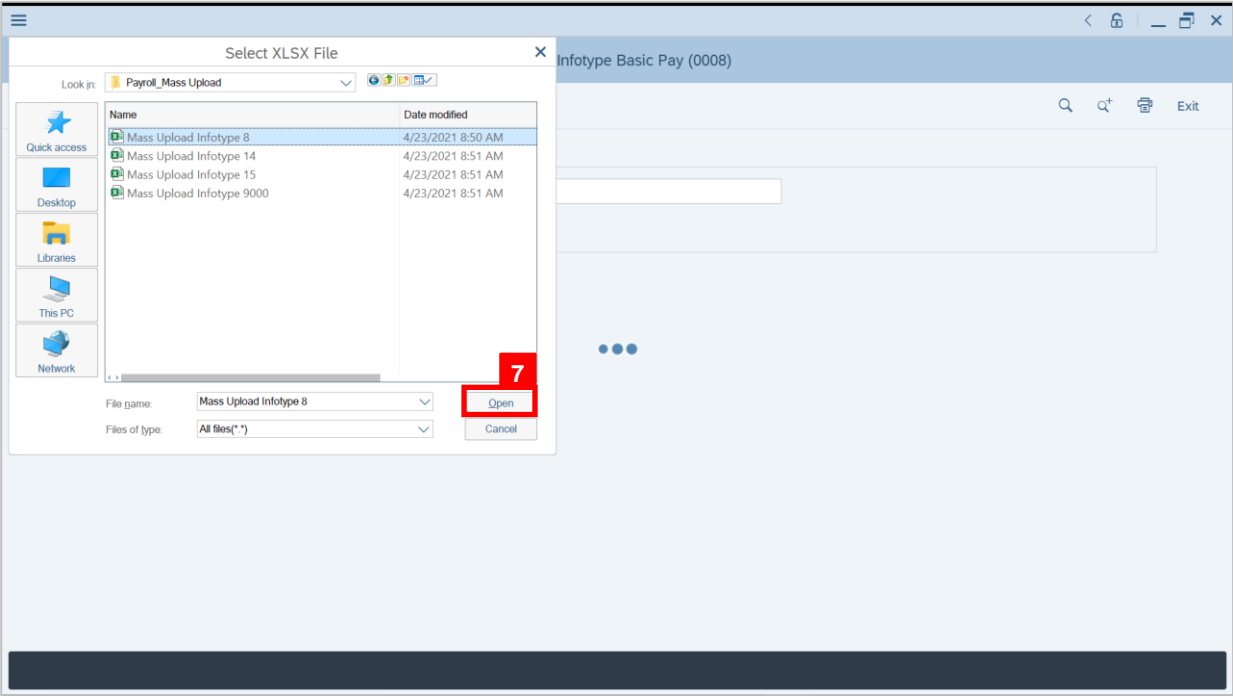 Select XLSX File
Infotype Basic Pay (0008)
Look in:
Payroll_Mass Upload
Exit
Name
Date modified
Mass Upload Infotype 8
4/23/2021 8:50 AM
Mass Upload Infotype 14
4/23/2021 8:51 AM
Mass Upload Infotype 15
4/23/2021 8:51 AM
Mass Upload Infotype 9000
4/23/2021 8:51 AM
Quick access
Desktop
Libraries
This PC
Network
7
File name:
Mass Upload Infotype 8
Open
Files of type:
All files(*.*)
Cancel